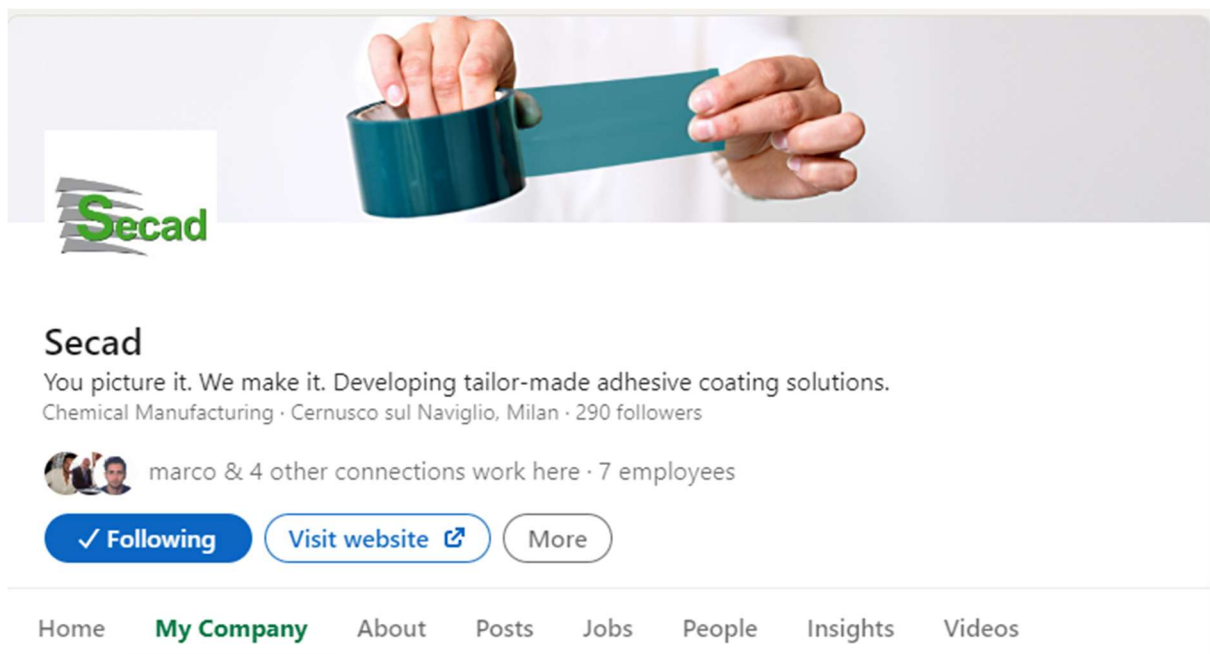 Secad
Secad
You picture it. We make it. Developing tailor-made adhesive coating solutions.
Chemical Manufacturing · Cernusco sul Naviglio, Milan · 290 followers
marco & 4 other connections work here · 7 employees
✓ Following Visit website More
Home My Company About Posts Jobs People Insights Videos